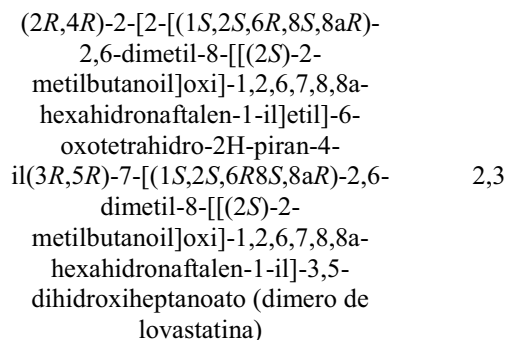 (2R,4R)-2-[2-[(1S,2S,6R,8S,8aR)-
2,6-dimetil-8-[[(2S)-2-
metilbutanoil]oxi]-1,2,6,7,8,8a-
hexahidronaftalen-1-il]etil]-6-
oxotetrahidro-2H-piran-4-
il(3R,5R)-7-[(1S,2S,6R8S,8aR)-2,6- 2,3
dimetil-8-[[(2S)-2-
metilbutanoil]oxi]-1,2,6,7,8,8a-
hexahidronaftalen-1-il]-3,5-
dihidroxiheptanoato (dimero de
lovastatina)